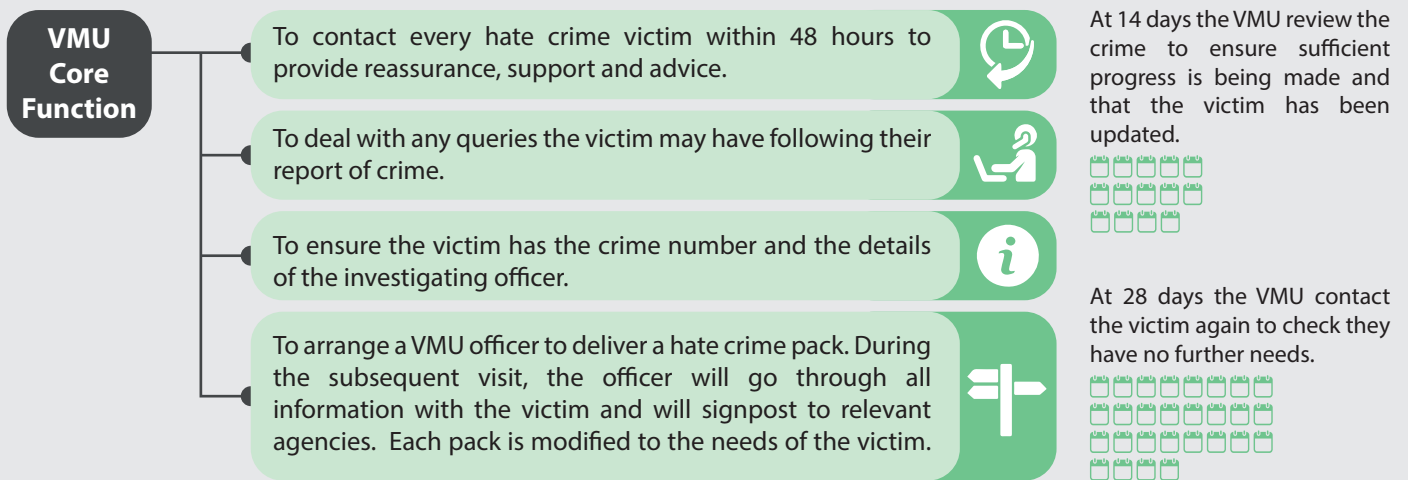 VMU
Core
Function
To contact every hate crime victim within 48 hours to
provide reassurance, support and advice.
To deal with any queries the victim may have following their
report of crime.
To ensure the victim has the crime number and the details
of the investigating officer.
To arrange a VMU officer to deliver a hate crime pack. During
the subsequent visit, the officer will go through all
information with the victim and will signpost to relevant
agencies. Each pack is modified to the needs of the victim.
At 14 days the VMU review the
crime to ensure sufficient
progress is being made and
that the victim has been
updated.
At 28 days the VMU contact
the victim again to check they
have no further needs.